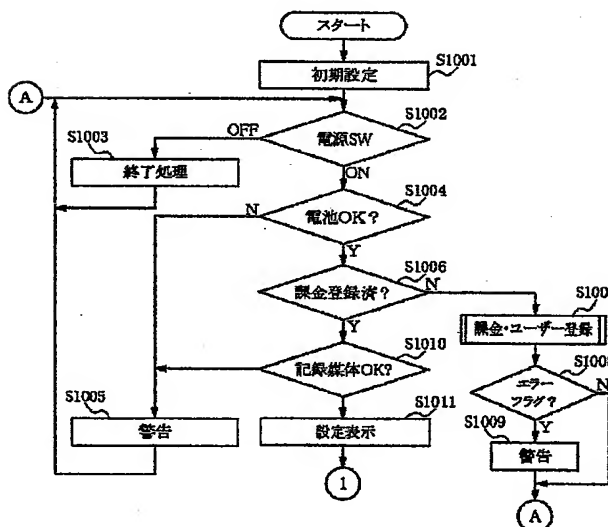 スタート
S1001
初期設定
A
S1002
電源SW
OFF
ON
S1003
終了処理
S1004
電池OK?
N
Y
S1006
課金登録済?
N
Y
課金・ユーザー登録
S1010
記録媒体OK?
S1008
エラー
フラグ?
N
Y
S1005
警告
S1011
設定表示
S1009
警告
1
A